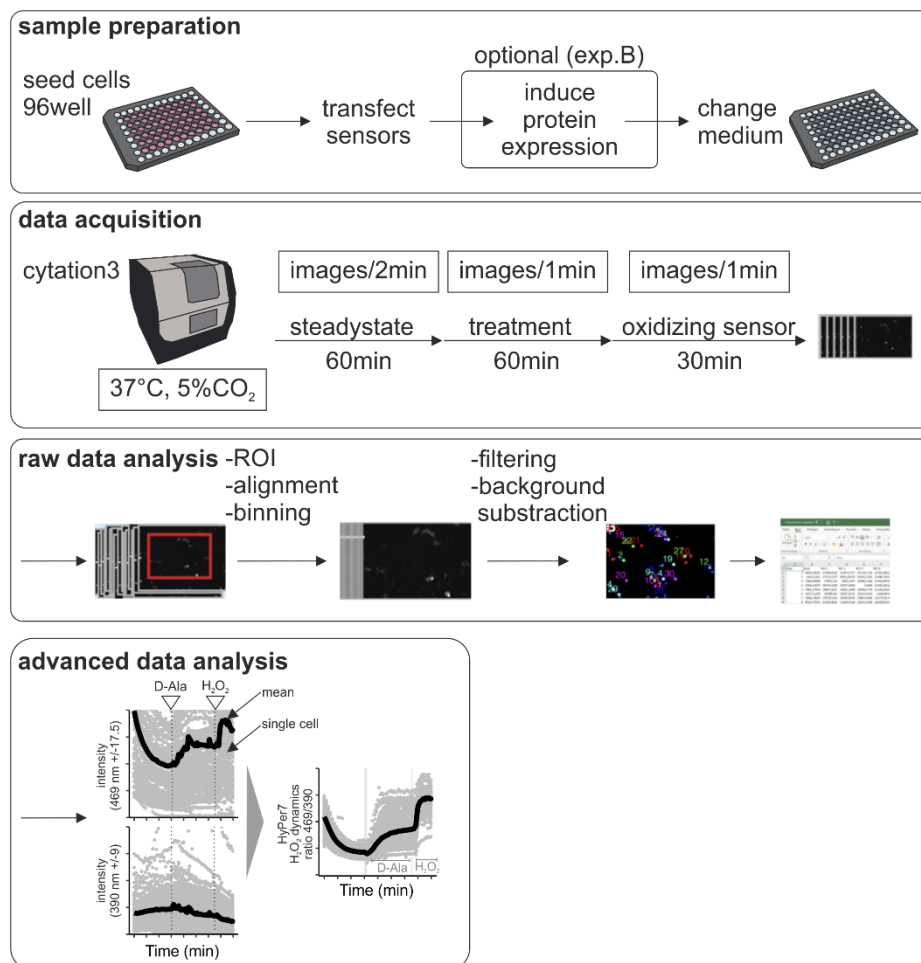 sample preparation
optional (exp.B)
seed cells
96well
transfect
sensors
induce
protein
expression
change
medium
data acquisition
cytation3
images/2min
images/1min
images/1min
steadystate
60min
treatment
60min
oxidizing sensor
30min
37°C, 5%CO₂
raw data analysis
-ROI
-alignment
-binning
-filtering
-background
substraction
advanced data analysis
D-Ala
H₂O₂
mean
single cell
intensity
(469 nm +/-17.5)
intensity
(390 nm +/-9)
Time (min)
HyPer7
H₂O₂ dynamics
ratio 469/390
D-Ala
H₂O₂
Time (min)